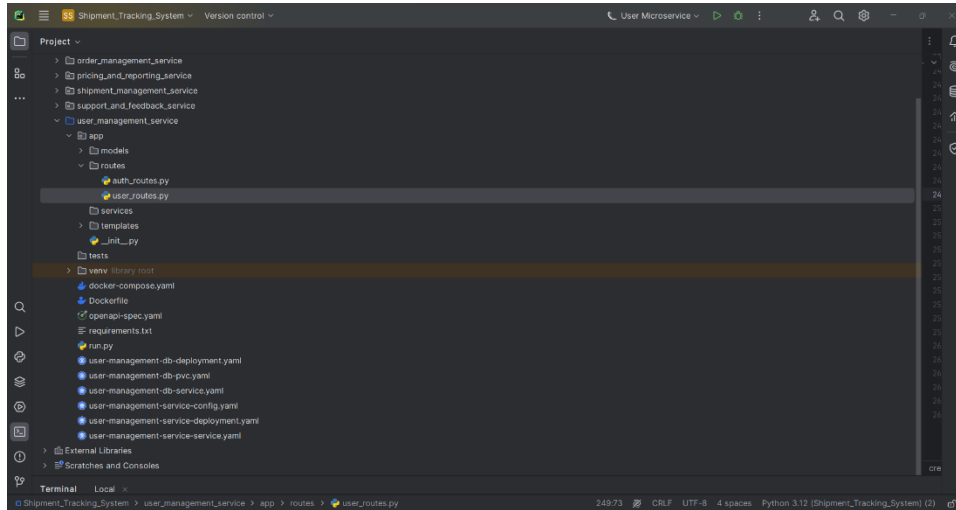 SS Shipment_Tracking_System Version control User Microservice
Project
order_management_service
pricing_and_reporting_service
shipment_management_service
support_and_feedback_service
user_management_service
app
models
routes
auth_routes.py
user_routes.py
services
templates
__init__.py
tests
venv library root
docker-compose.yaml
Dockerfile
openapi-spec.yaml
requirements.txt
run.py
user-management-db-deployment.yaml
user-management-db-pvc.yaml
user-management-db-service.yaml
user-management-service-config.yaml
user-management-service-deployment.yaml
user-management-service-service.yaml
External Libraries
Scratches and Consoles
cre
Terminal Local
Shipment_Tracking_System > user_management_service > app > routes > user_routes.py 249:73 CRLF UTF-8 4 spaces Python 3.12 (Shipment_Tracking_System) (2)